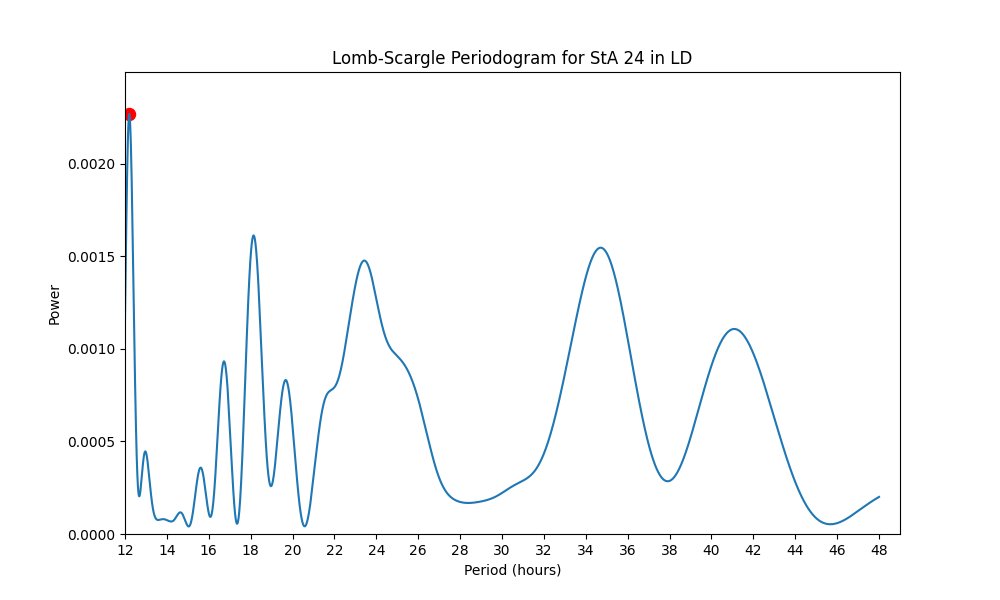 Lomb-Scargle Periodogram for StA 24 in LD
0.0020
0.0015
0.0010
0.0005
0.0000
Power
12 14 16 18 20 22 24 26 28 30 32 34 36 38 40 42 44 46 48
Period (hours)